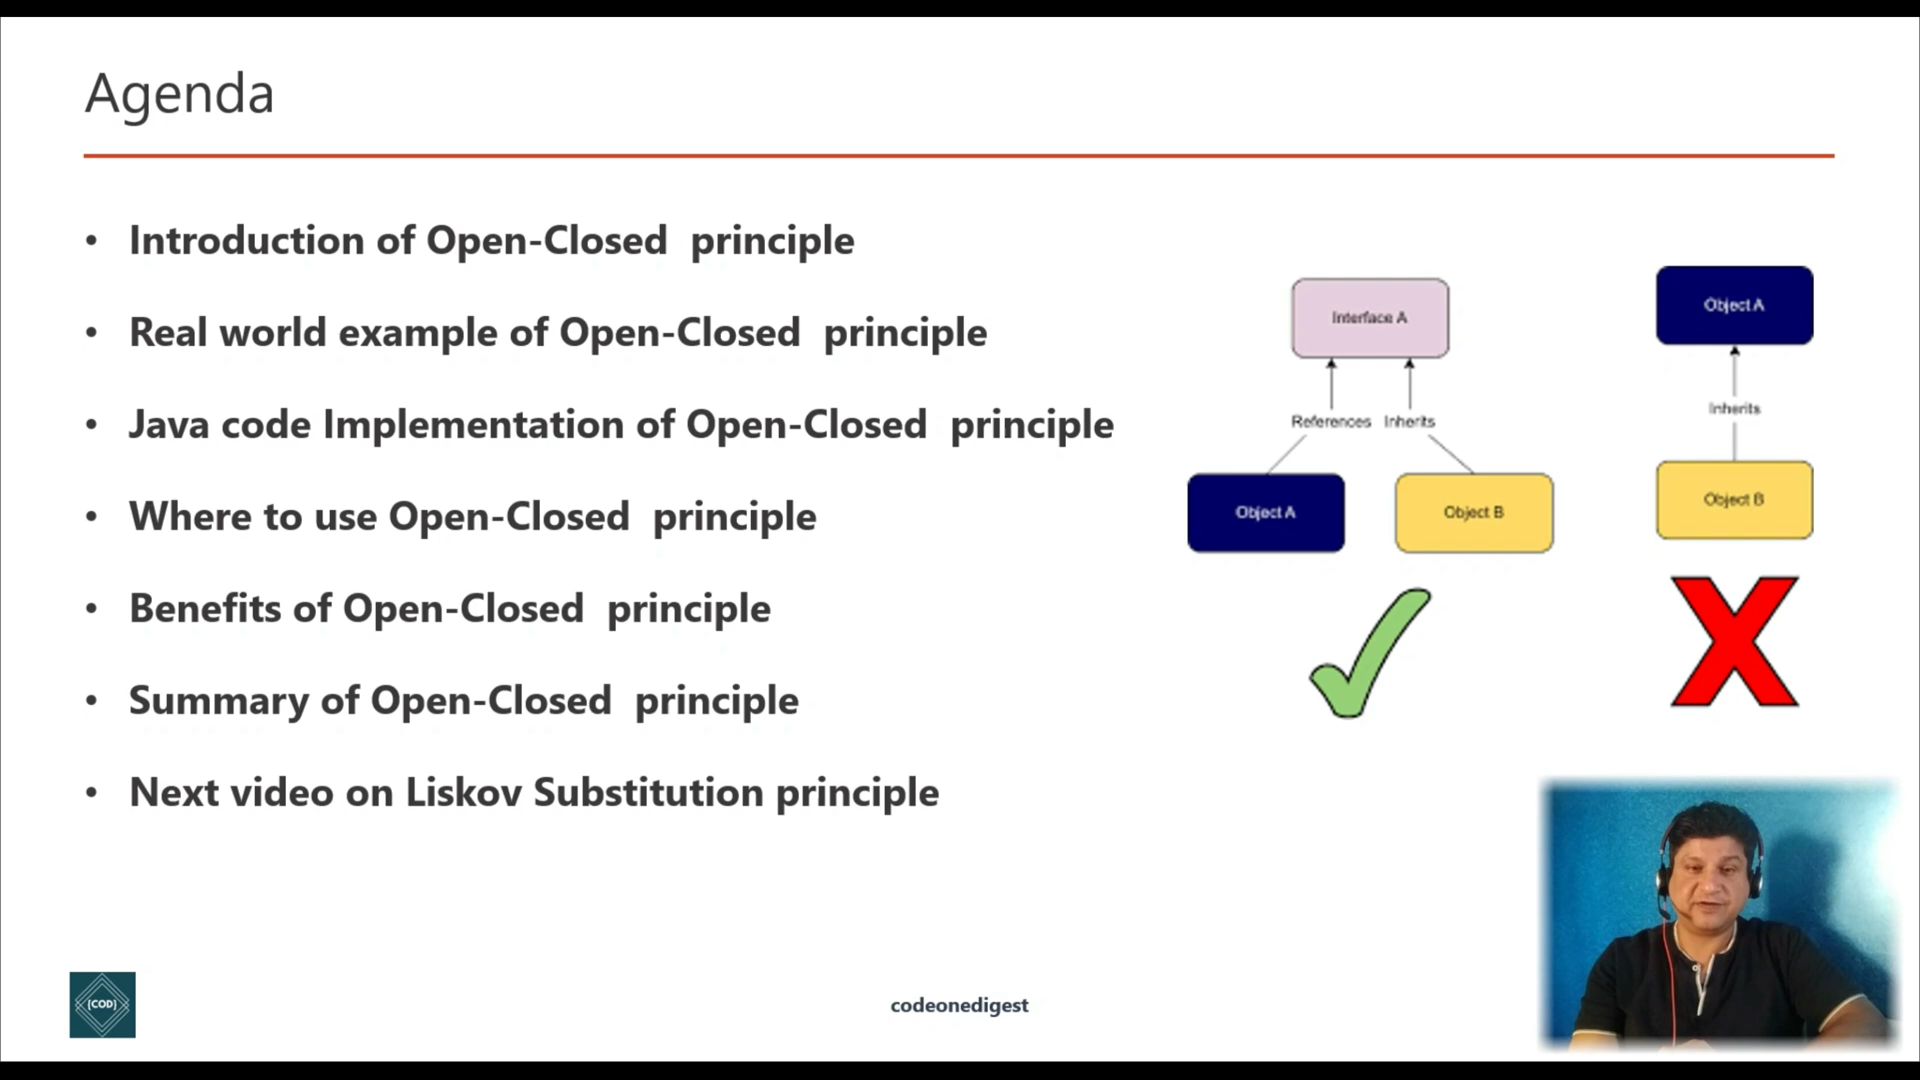 Agenda
• Introduction of Open-Closed  principle
• Real world example of Open-Closed  principle
• Java code Implementation of Open-Closed  principle
• Where to use Open-Closed  principle
• Benefits of Open-Closed  principle
• Summary of Open-Closed  principle
• Next video on Liskov Substitution principle
Interface A
References Inherits
Object A
Object B
Object A
Inherits
Object B
X
{COD}
codeonedigest